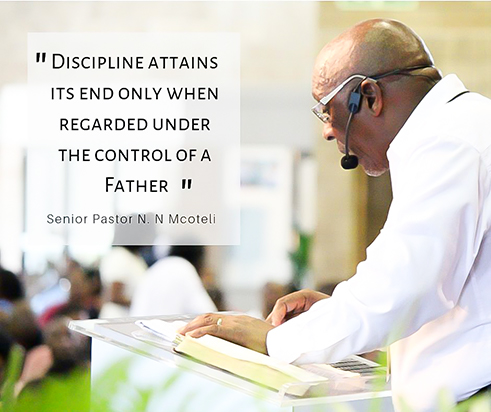 " DISCIPLINE ATTAINS
ITS END ONLY WHEN
REGARDED UNDER
THE CONTROL OF A
FATHER "
Senior Pastor N. N Mcoteli